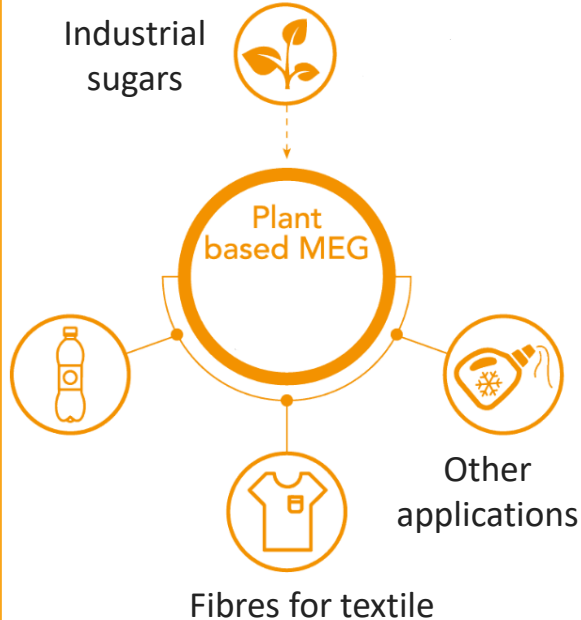 Industrial
sugars
Plant
based MEG
Other
applications
Fibres for textile